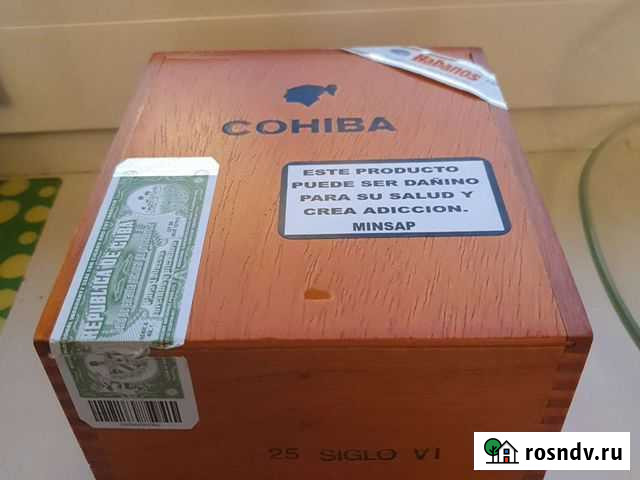 Habanos
COHIBA
ESTE PRODUCTO
PUEDE SER DAÑINO
PARA SU SALUD Y
CREA ADICCION.
MINSAP
REPUBLICA DE CUBA
25 SIGLO VI
rosndv.ru